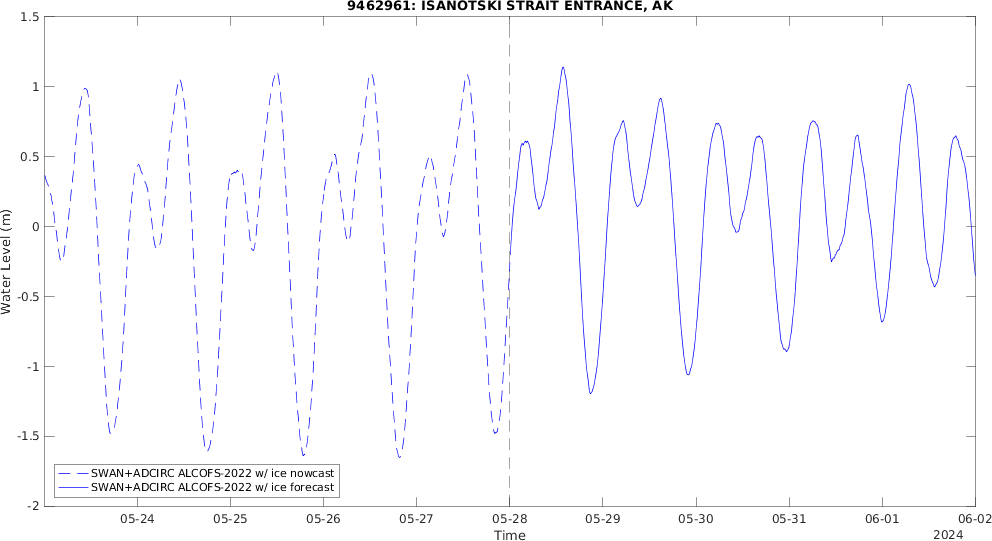 9462961: ISANOTSKI STRAIT ENTRANCE, AK
1.5
1
0.5
0
-0.5
-1
-1.5
-2
Water Level (m)
SWAN+ADCIRC ALCOFS-2022 w/ ice nowcast
SWAN+ADCIRC ALCOFS-2022 w/ ice forecast
05-24 05-25 05-26 05-27 05-28 05-29 05-30 05-31 06-01 06-02
Time
2024